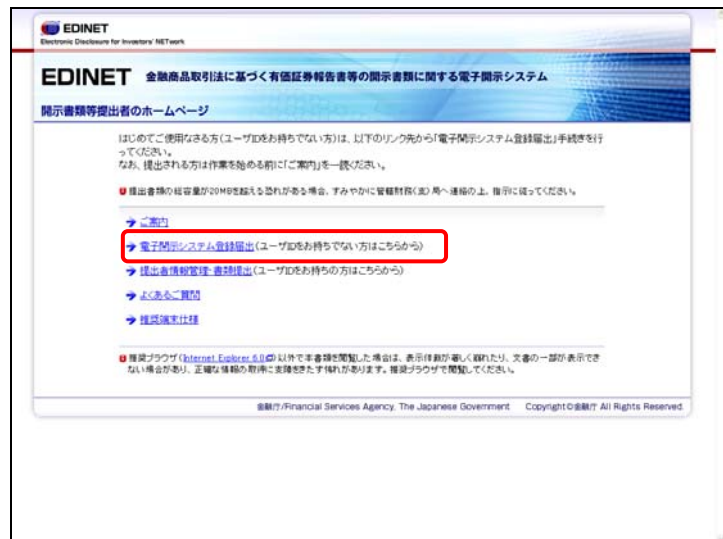 EDINET
Electronic Disclosure for Investors' NETwork
EDINET 金融商品取引法に基づく有価証券報告書等の開示書類に関する電子開示システム
開示書類等提出者のホームページ
はじめてご使用なさる方(ユーザIDをお持ちでない方)は、以下のリンク先から「電子開示システム登録届出」手続きを行
ってください。
なお、提出される方は作業を始める前に「ご案内」を一読ください。
提出書類の総容量が20MBを越える恐れがある場合、すみやかに管轄財務(支)局へ連絡の上、指示に従ってください。
ご案内
電子開示システム登録届出(ユーザIDをお持ちでない方はこちらから)
提出者情報管理・書類提出(ユーザIDをお持ちの方はこちらから)
よくあるご質問
推奨端末仕様
推奨ブラウザ(Internet Explorer 6.0)以外で本書類を閲覧した場合は、表示体裁が著しく崩れたり、文書の一部が表示でき
ない場合があり、正確な情報の取得に支障をきたす恐れがあります。推奨ブラウザで閲覧してください。
金融庁/Financial Services Agency, The Japanese Government Copyright©金融庁 All Rights Reserved.